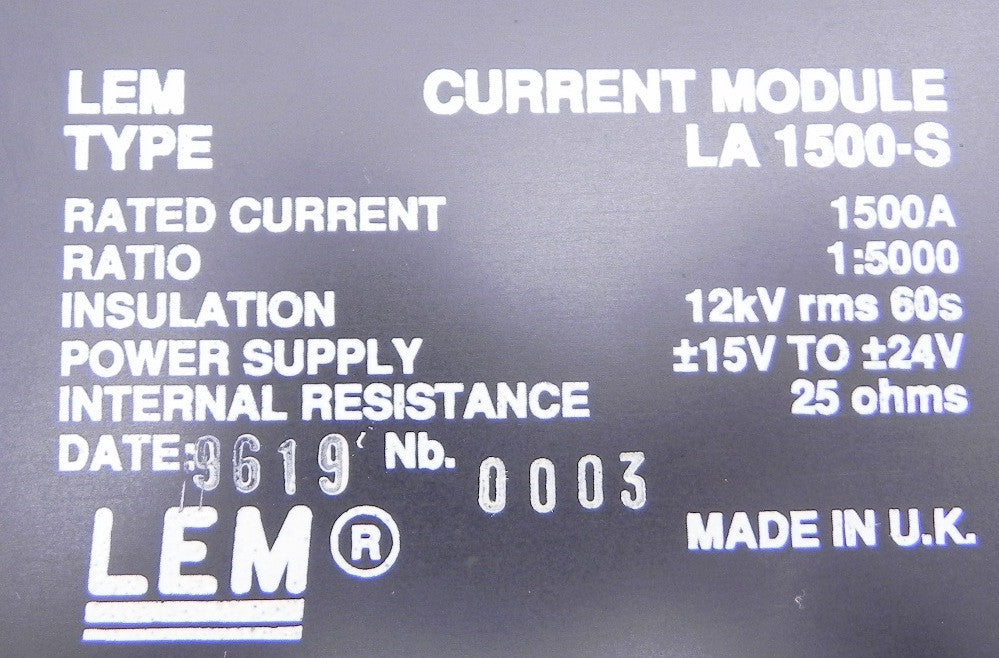 LEM CURRENT MODULE
TYPE LA 1500-S
RATED CURRENT 1500A
RATIO 1:5000
INSULATION 12kV rms 60s
POWER SUPPLY ±15V TO ±24V
INTERNAL RESISTANCE 25 ohms
DATE: 9619 Nb. 0003
LEM ® MADE IN U.K.